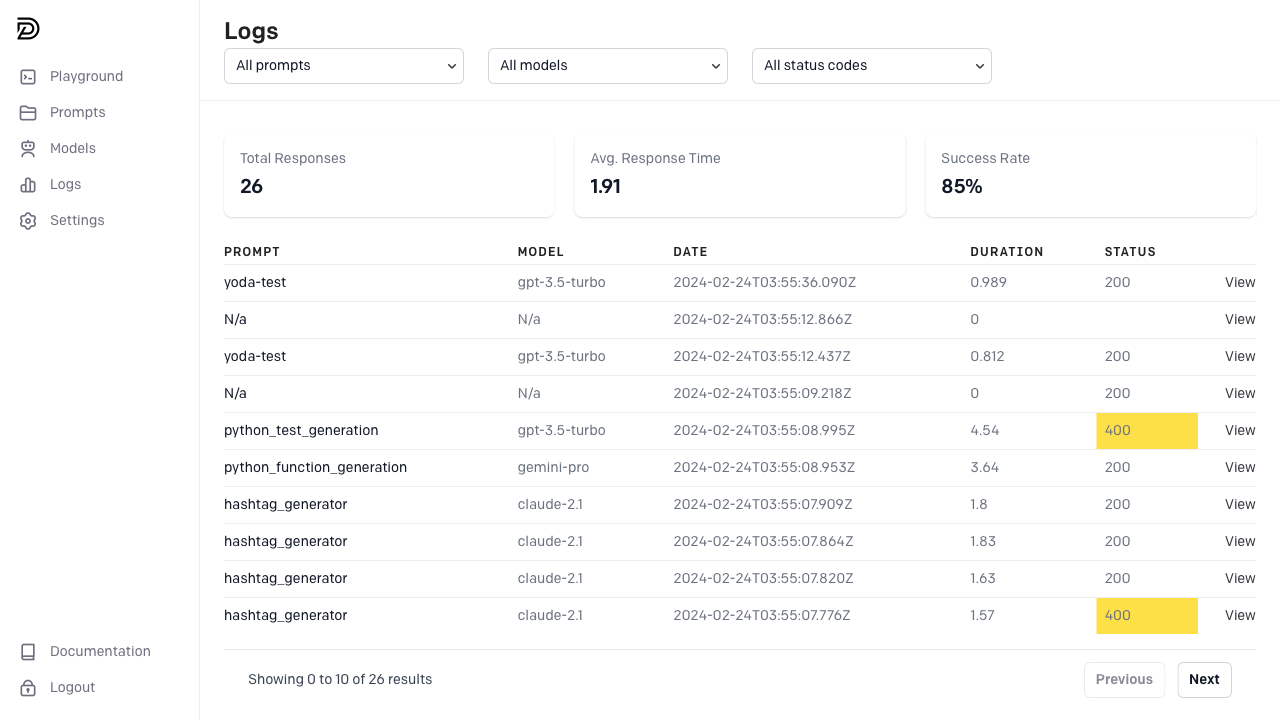 Logs
All prompts All models All status codes
Playground
Prompts
Models
Logs
Settings
Total Responses Avg. Response Time Success Rate
26 1.91 85%
PROMPT MODEL DATE DURATION STATUS
yoda-test gpt-3.5-turbo 2024-02-24T03:55:36.090Z 0.989 200 View
N/a N/a 2024-02-24T03:55:12.866Z 0 View
yoda-test gpt-3.5-turbo 2024-02-24T03:55:12.437Z 0.812 200 View
N/a N/a 2024-02-24T03:55:09.218Z 0 200 View
python_test_generation gpt-3.5-turbo 2024-02-24T03:55:08.995Z 4.54 400 View
python_function_generation gemini-pro 2024-02-24T03:55:08.953Z 3.64 200 View
hashtag_generator claude-2.1 2024-02-24T03:55:07.909Z 1.8 200 View
hashtag_generator claude-2.1 2024-02-24T03:55:07.864Z 1.83 200 View
hashtag_generator claude-2.1 2024-02-24T03:55:07.820Z 1.63 200 View
hashtag_generator claude-2.1 2024-02-24T03:55:07.776Z 1.57 400 View
Documentation
Logout
Showing 0 to 10 of 26 results Previous Next